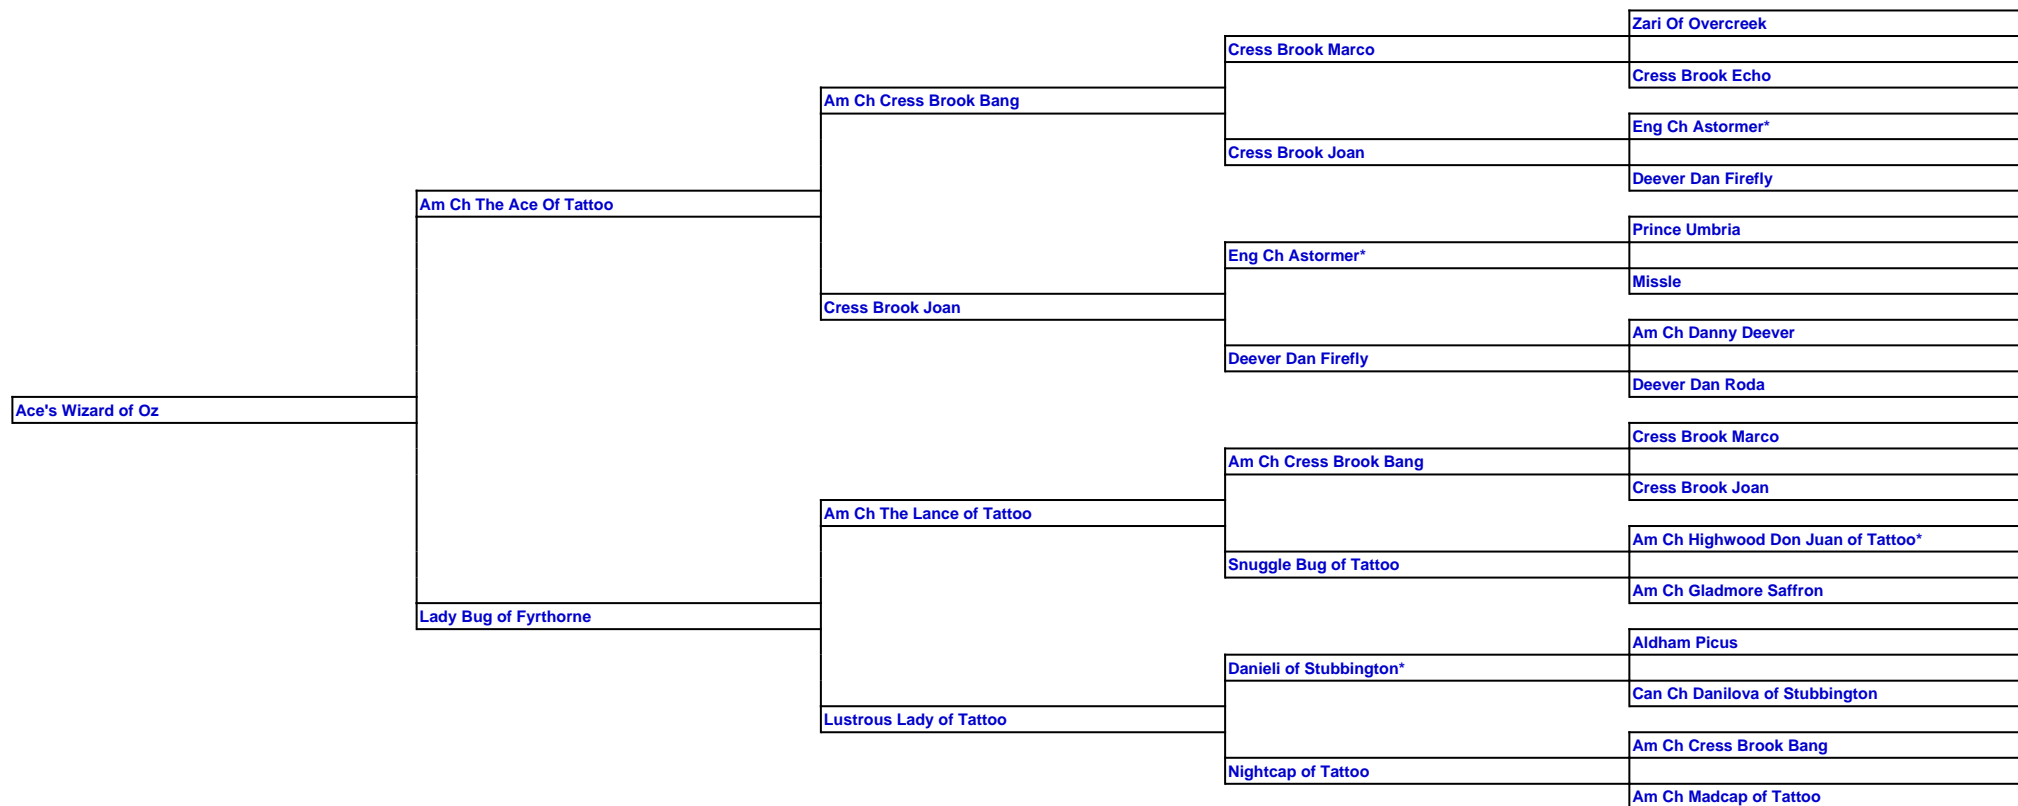 Zari Of Overcreek
Cress Brook Marco
Cress Brook Echo
Am Ch Cress Brook Bang
Eng Ch Astormer*
Cress Brook Joan
Deever Dan Firefly
Am Ch The Ace Of Tattoo
Prince Umbria
Eng Ch Astormer*
Missle
Cress Brook Joan
Am Ch Danny Deever
Deever Dan Firefly
Deever Dan Roda
Ace's Wizard of Oz
Cress Brook Marco
Am Ch Cress Brook Bang
Cress Brook Joan
Am Ch The Lance of Tattoo
Am Ch Highwood Don Juan of Tattoo*
Snuggle Bug of Tattoo
Am Ch Gladmore Saffron
Lady Bug of Fyrthorne
Aldham Picus
Danieli of Stubbington*
Can Ch Danilova of Stubbington
Lustrous Lady of Tattoo
Am Ch Cress Brook Bang
Nightcap of Tattoo
Am Ch Madcap of Tattoo